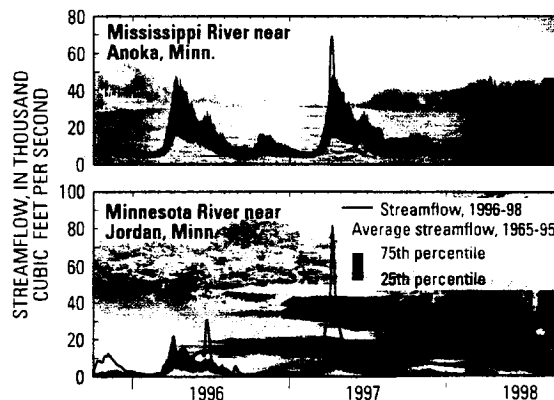 STREAMFLOW, IN THOUSAND
CUBIC FEET PER SECOND
80
60
40
20
0
Mississippi River near
Anoka, Minn.
100
80
60
40
20
0
Minnesota River near
Jordan, Minn.
Streamflow, 1996-98
Average streamflow, 1965-95
75th percentile
25th percentile
1996
1997
1998